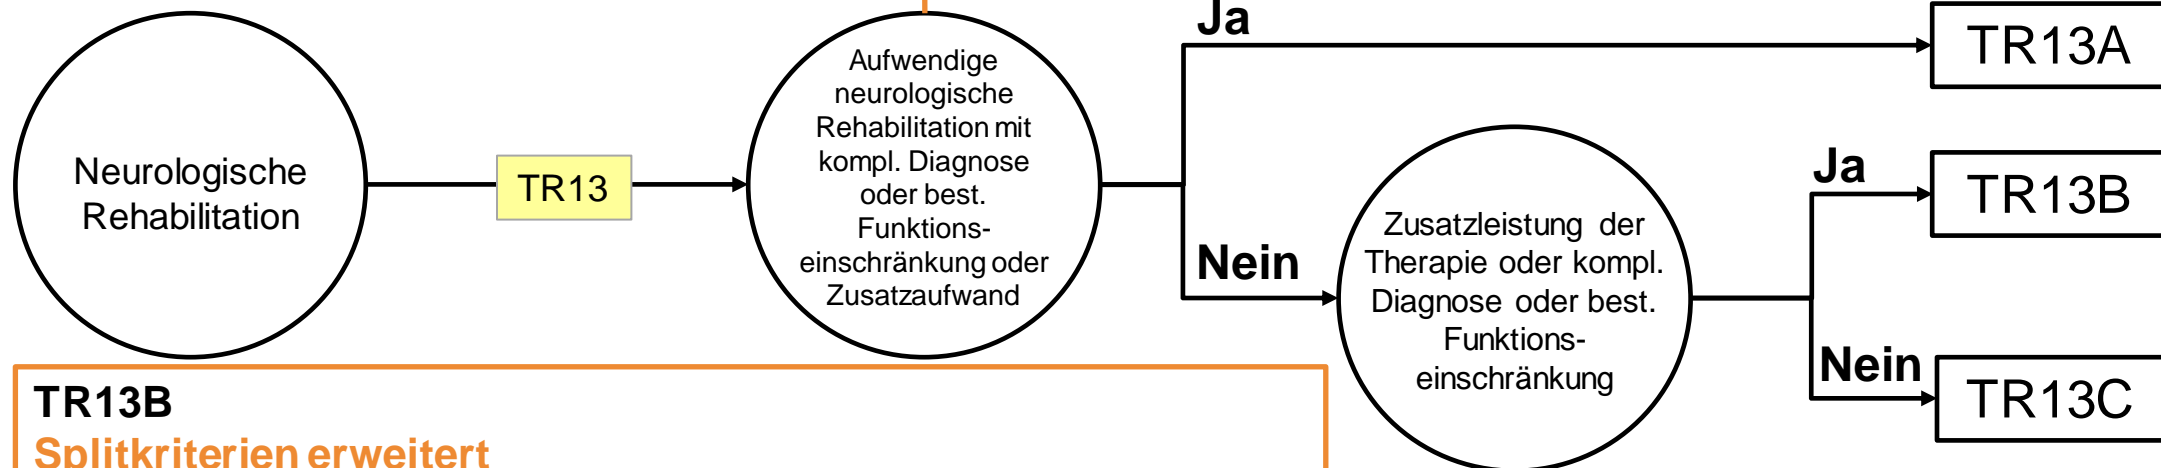 Neurologische
Rehabilitation
TR13
Aufwendige
neurologische
Rehabilitation mit
kompl. Diagnose
oder best.
Funktions-
einschränkung oder
Zusatzaufwand
Ja
TR13A
Nein
Zusatzleistung der
Therapie oder kompl.
Diagnose oder best.
Funktions-
einschränkung
Ja
TR13B
Nein
TR13C
TR13B
Splitkriterien erweitert